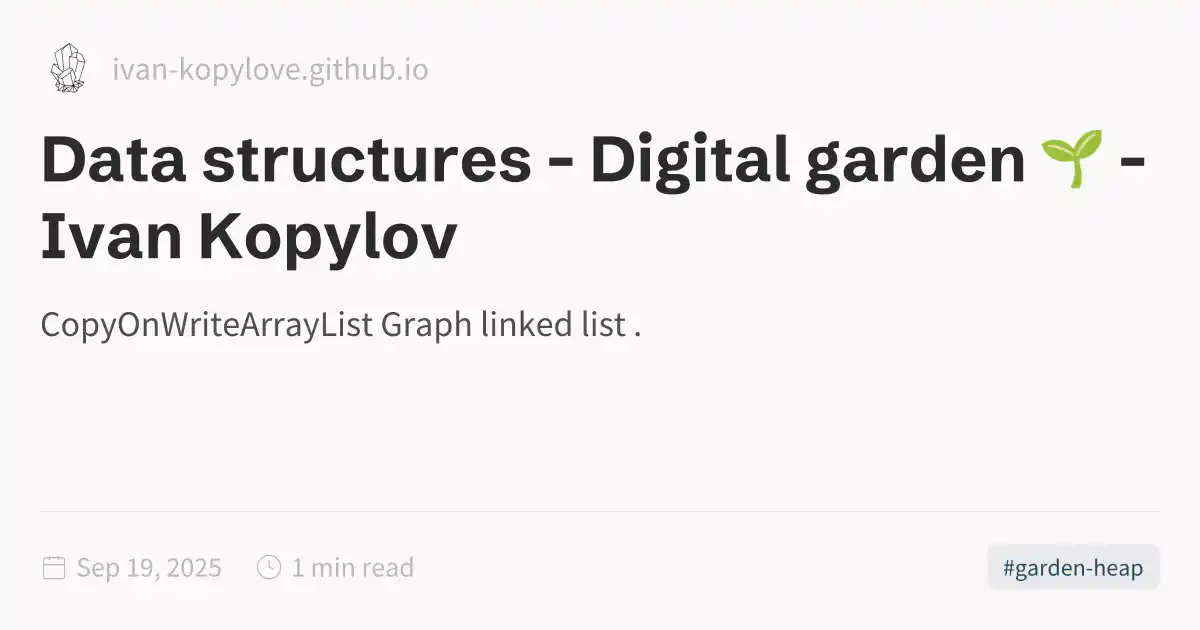 ivan-kopylove.github.io
Data structures - Digital garden 🌱 -
Ivan Kopylov
CopyOnWriteArrayList Graph linked list .
Sep 19, 2025 1 min read #garden-heap